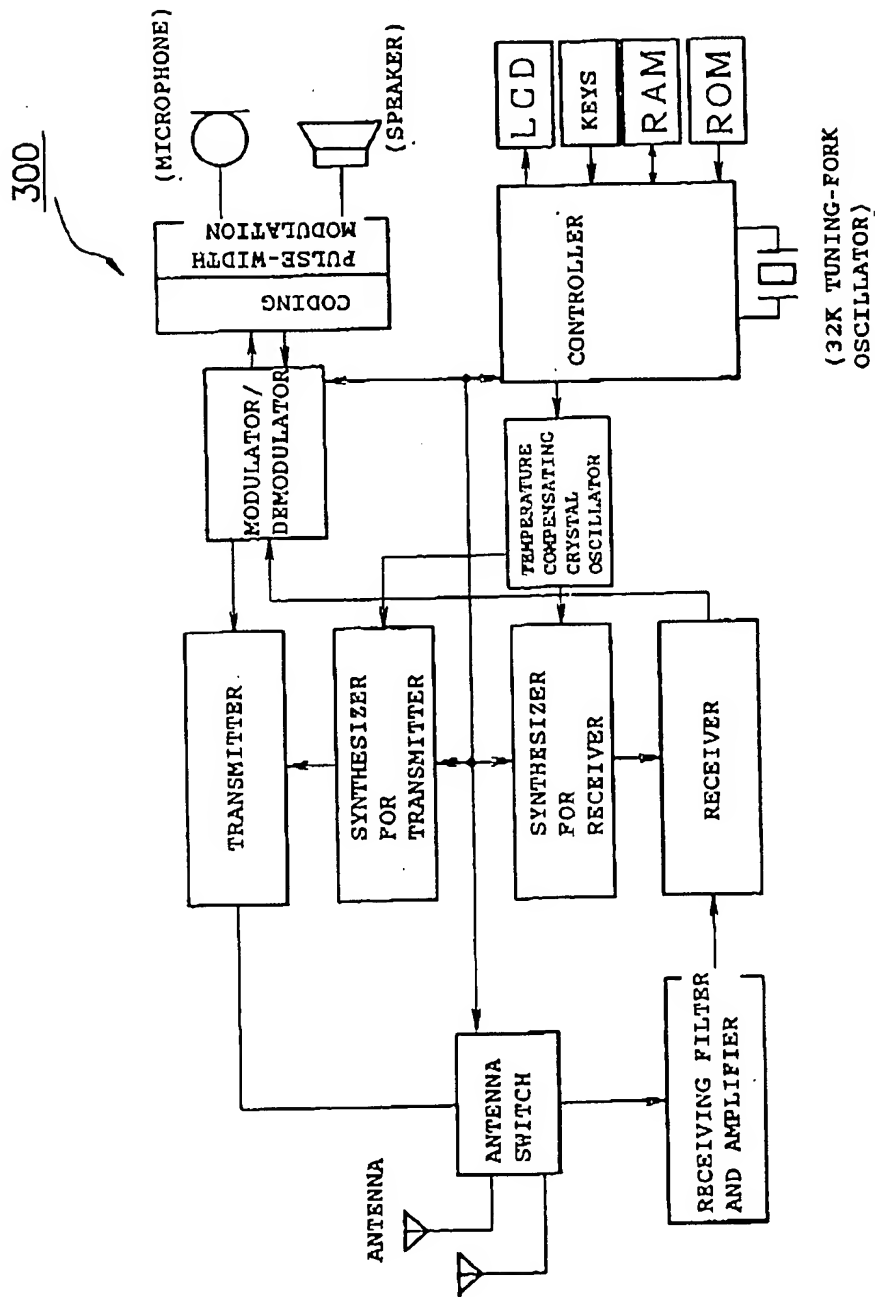 300
(MICROPHONE)
(SPEAKER)
PULSE-WIDTH
MODULATION
CODING
MODULATOR/
DEMODULATOR
TRANSMITTER
SYNTHESIZER
FOR
TRANSMITTER
SYNTHESIZER
FOR
RECEIVER
RECEIVER
TEMPERATURE
COMPENSATING
CRYSTAL
OSCILLATOR
CONTROLLER
LCD
KEYS
RAM
ROM
(32K TUNING-FORK
OSCILLATOR)
ANTENNA
ANTENNA
SWITCH
RECEIVING FILTER
AND AMPLIFIER